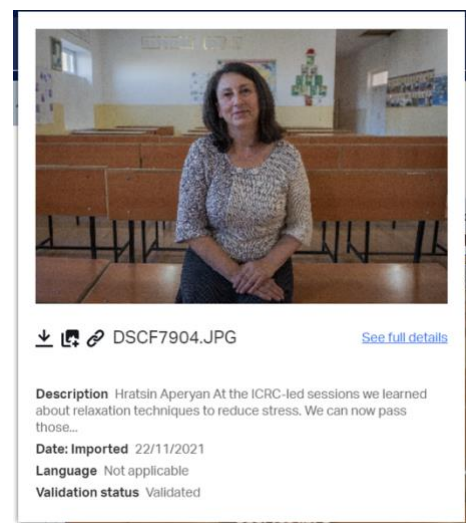 DSCF7904.JPG
See full details
Description Hratsin Aperyan At the ICRC-led sessions we learned
about relaxation techniques to reduce stress. We can now pass
those...
Date: Imported 22/11/2021
Language Not applicable
Validation status Validated